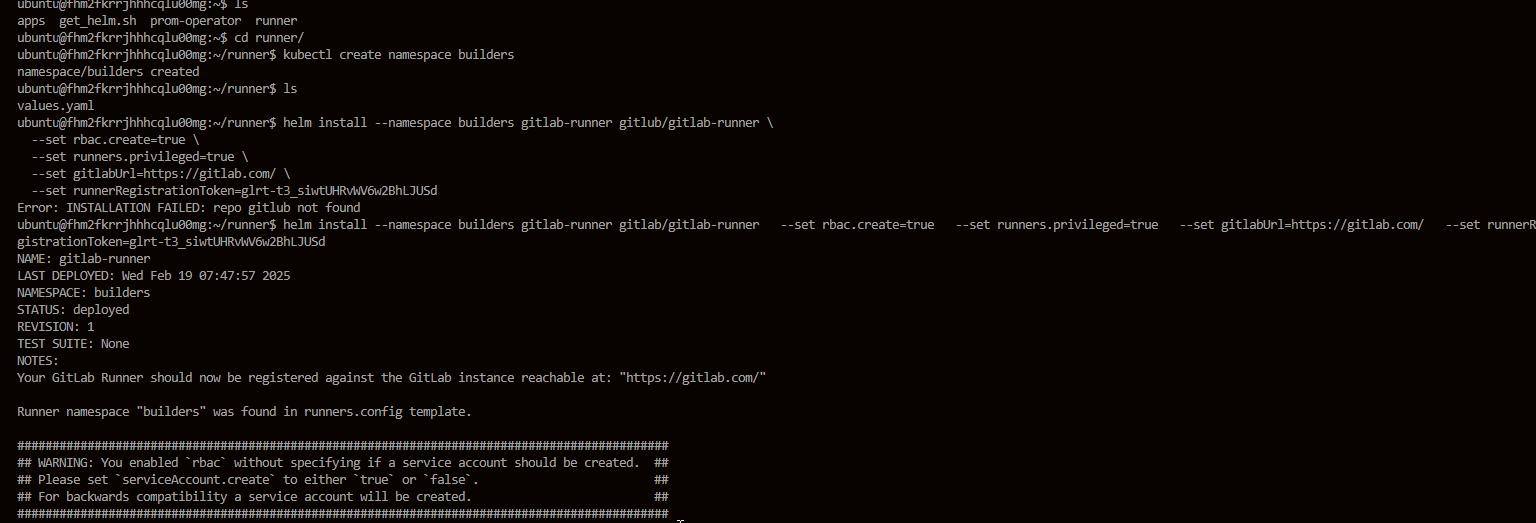 ubuntu@fhm2fkrrjhhhcqlu00mg:~$ ls
apps  get_helm.sh  prom-operator  runner
ubuntu@fhm2fkrrjhhhcqlu00mg:~$ cd runner/
ubuntu@fhm2fkrrjhhhcqlu00mg:~/runner$ kubectl create namespace builders
namespace/builders created
ubuntu@fhm2fkrrjhhhcqlu00mg:~/runner$ ls
values.yaml
ubuntu@fhm2fkrrjhhhcqlu00mg:~/runner$ helm install --namespace builders gitlab-runner gitlub/gitlab-runner \
  --set rbac.create=true \
  --set runners.privileged=true \
  --set gitlabUrl=https://gitlab.com/ \
  --set runnerRegistrationToken=glrt-t3_siwtUHRvWV6w2BhLJUSd
Error: INSTALLATION FAILED: repo gitlub not found
ubuntu@fhm2fkrrjhhhcqlu00mg:~/runner$ helm install --namespace builders gitlab-runner gitlab/gitlab-runner   --set rbac.create=true   --set runners.privileged=true   --set gitlabUrl=https://gitlab.com/   --set runnerR
gistrationToken=glrt-t3_siwtUHRvWV6w2BhLJUSd
NAME: gitlab-runner
LAST DEPLOYED: Wed Feb 19 07:47:57 2025
NAMESPACE: builders
STATUS: deployed
REVISION: 1
TEST SUITE: None
NOTES:
Your GitLab Runner should now be registered against the GitLab instance reachable at: "https://gitlab.com/"
Runner namespace "builders" was found in runners.config template.
#############################################################################################
## WARNING: You enabled `rbac` without specifying if a service account should be created.  ##
## Please set `serviceAccount.create` to either `true` or `false`.                         ##
## For backwards compatibility a service account will be created.                          ##
#############################################################################################